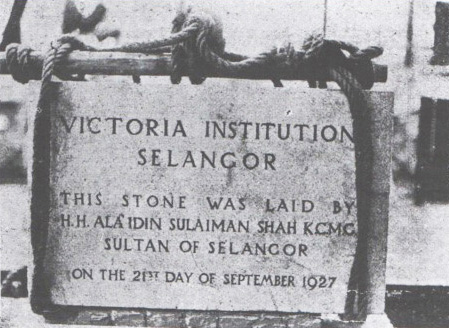 VICTORIA INSTITUTION
SELANGOR
THIS STONE WAS LAID BY
H.H. ALA'IDIN SULAIMAN SHAH K.C.M.G.
SULTAN OF SELANGOR
ON THE 21ST DAY OF SEPTEMBER 1927